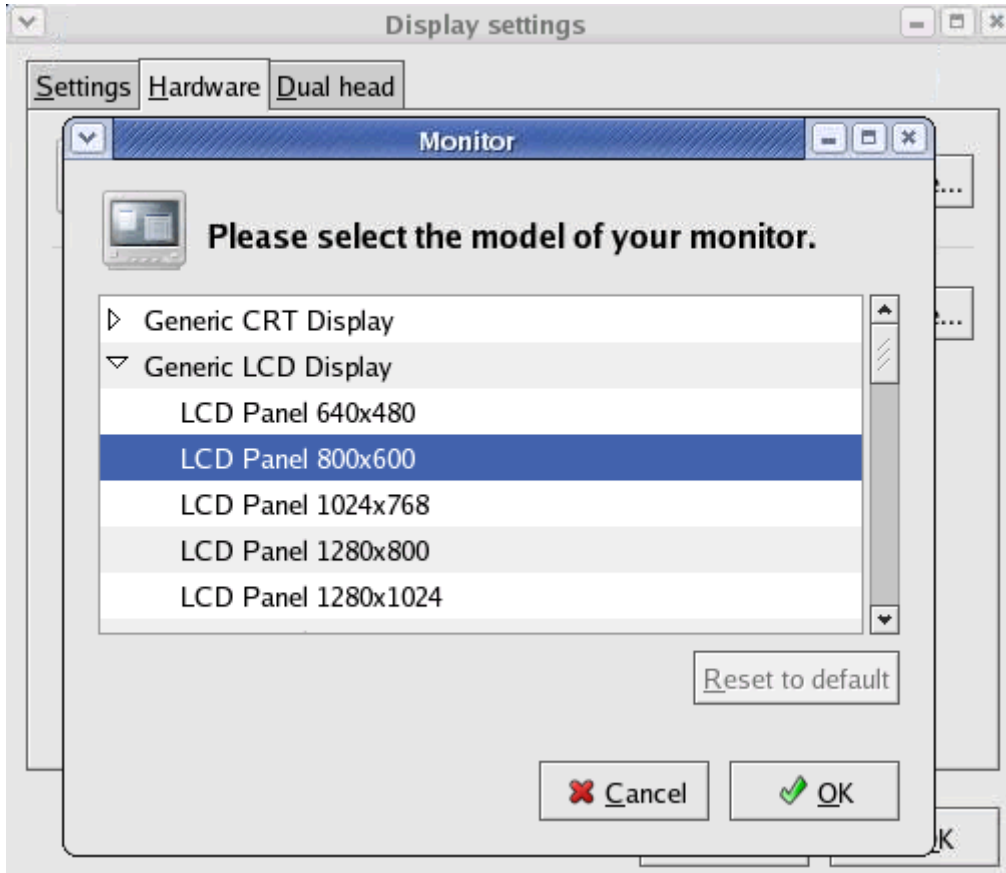 Display settings
Settings Hardware Dual head
Monitor
Please select the model of your monitor.
Generic CRT Display
Generic LCD Display
LCD Panel 640x480
LCD Panel 800x600
LCD Panel 1024x768
LCD Panel 1280x800
LCD Panel 1280x1024
Reset to default
Cancel OK